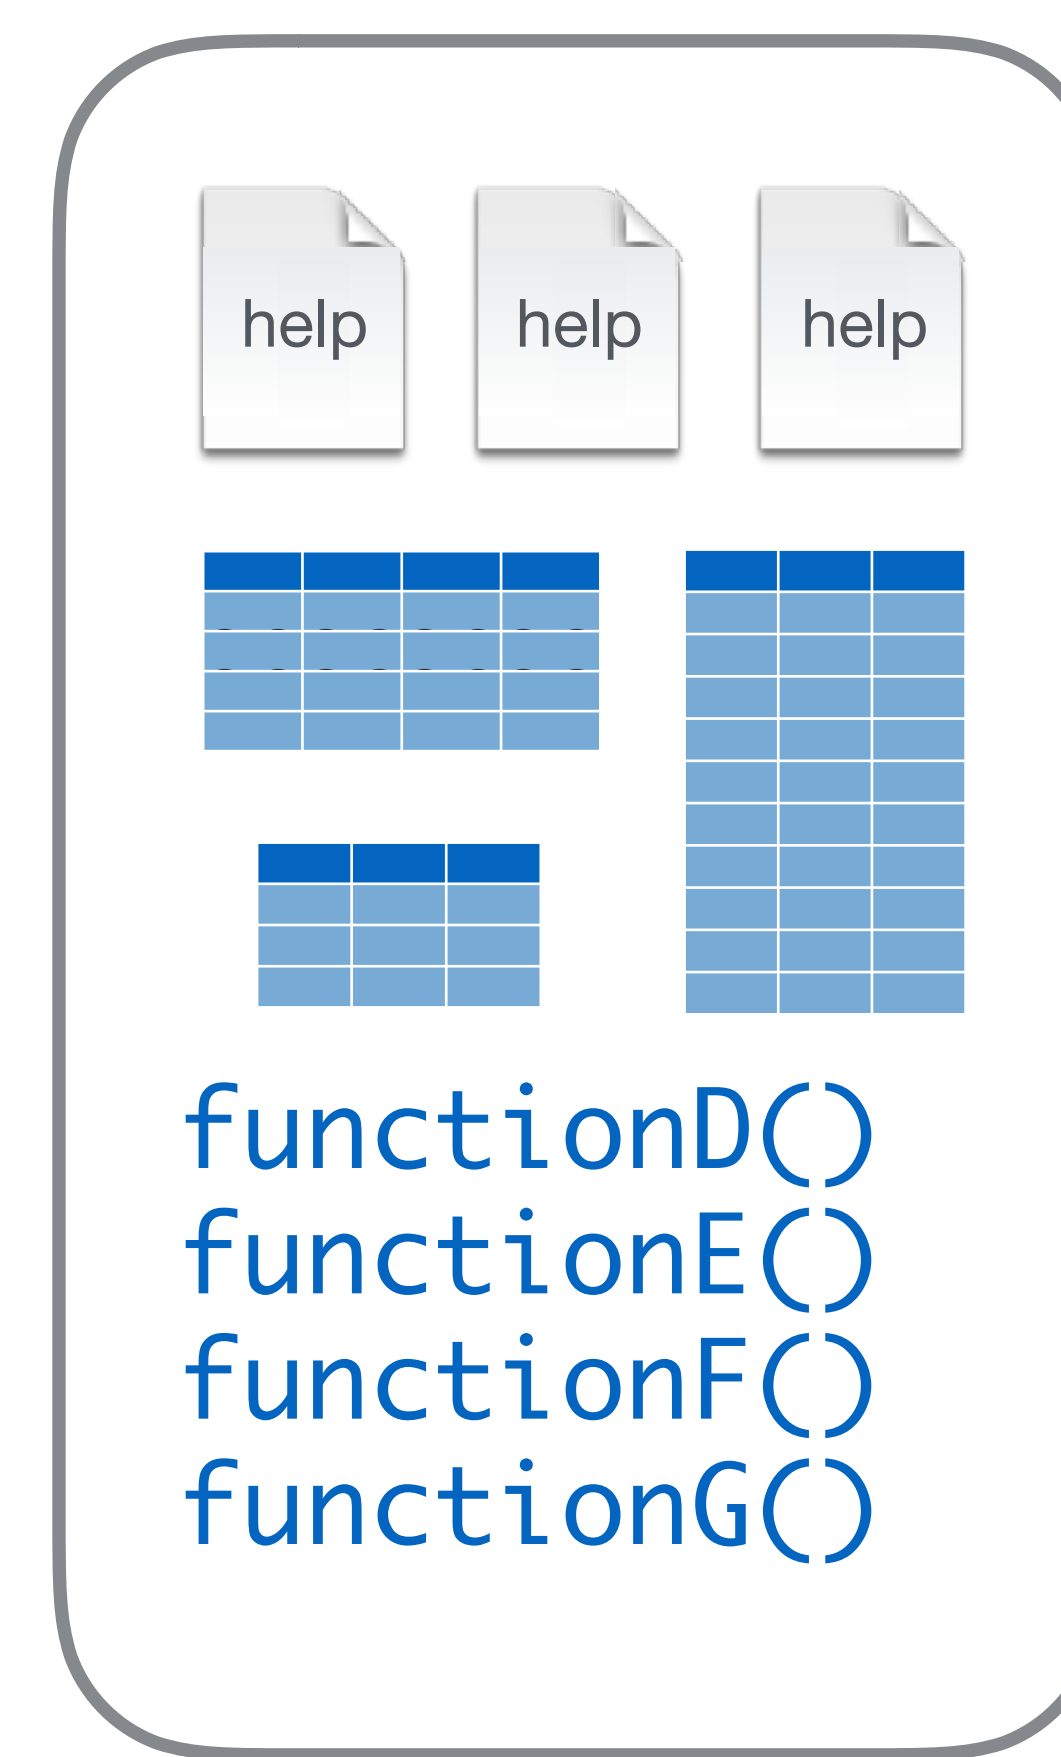 help help help
functionD()
functionE()
functionF()
functionG()